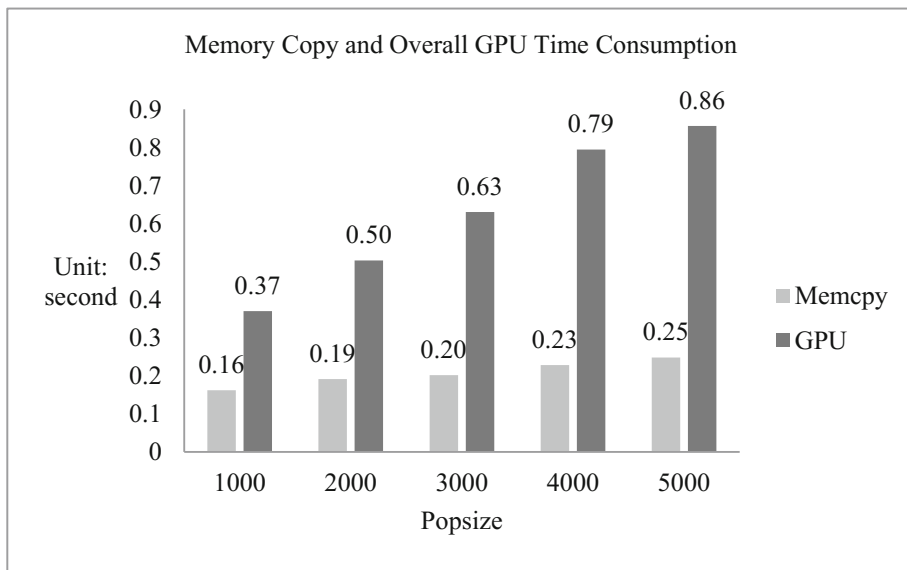 Memory Copy and Overall GPU Time Consumption
0.9
0.8
0.7
0.6
0.5
0.4
0.3
0.2
0.1
0
Unit:
second
0.16
0.37
0.19
0.50
0.20
0.63
0.23
0.79
0.25
0.86
1000 2000 3000 4000 5000
Popsize
Memcpy
GPU